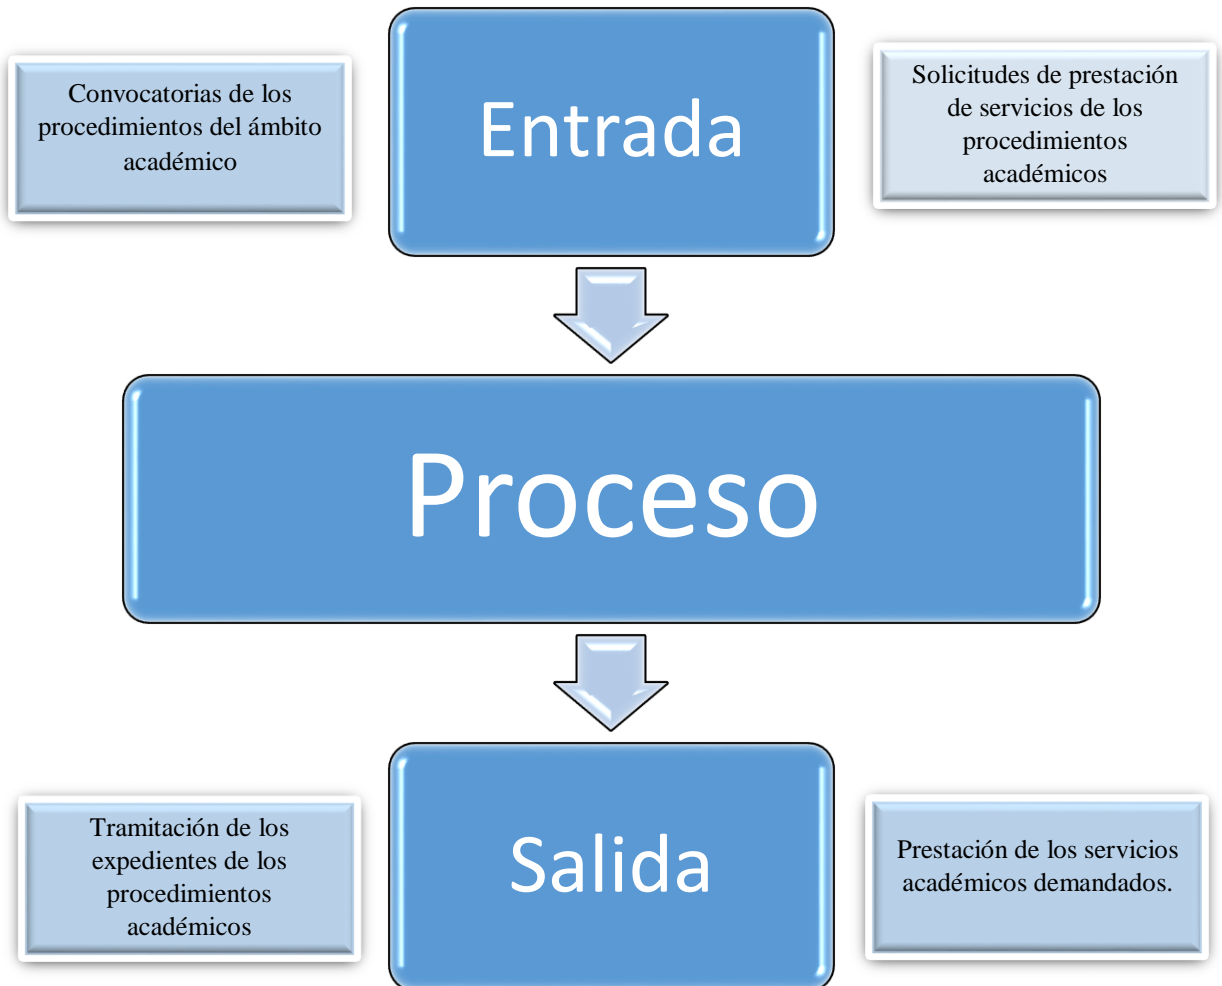 Convocatorias de los
procedimientos del ámbito
académico
Entrada
Solicitudes de prestación
de servicios de los
procedimientos
académicos
Proceso
Tramitación de los
expedientes de los
procedimientos
académicos
Salida
Prestación de los servicios
académicos demandados.